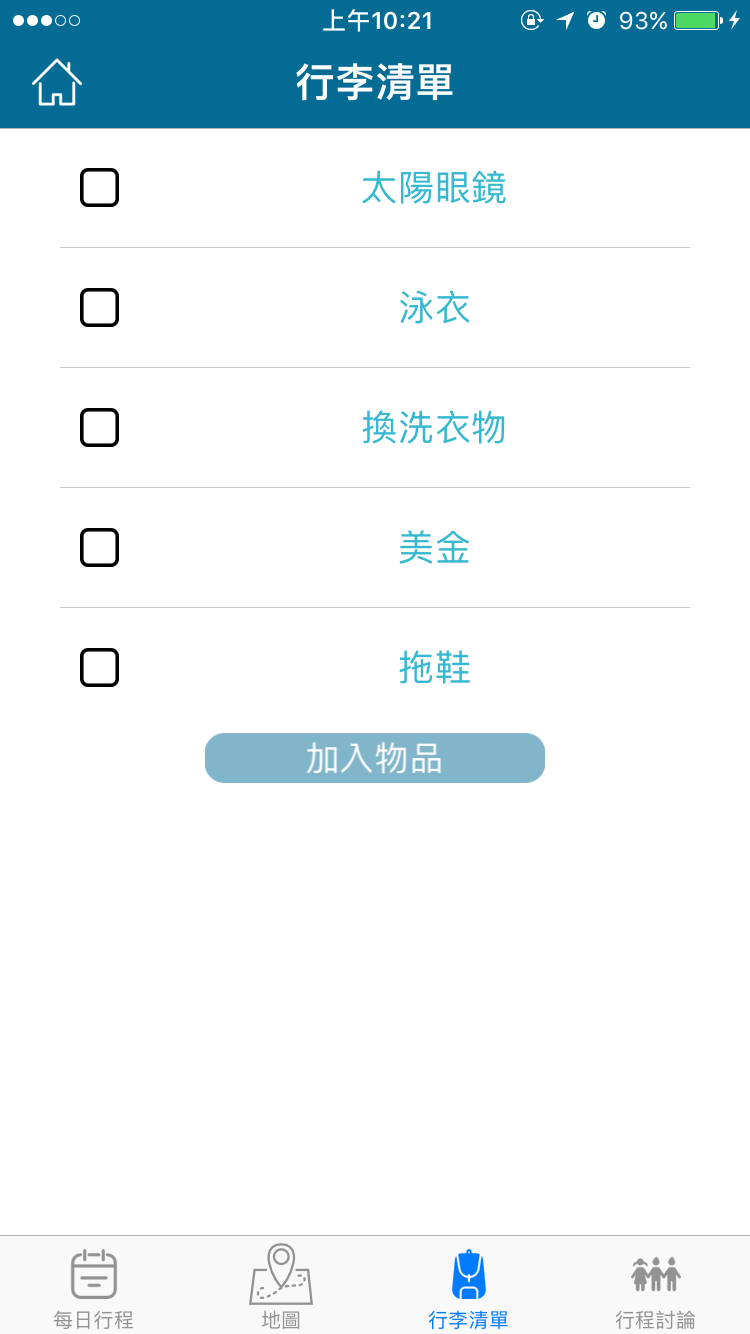 上午10:21
93%
行李清單
太陽眼鏡
泳衣
換洗衣物
美金
拖鞋
加入物品
每日行程
地圖
行李清單
行程討論